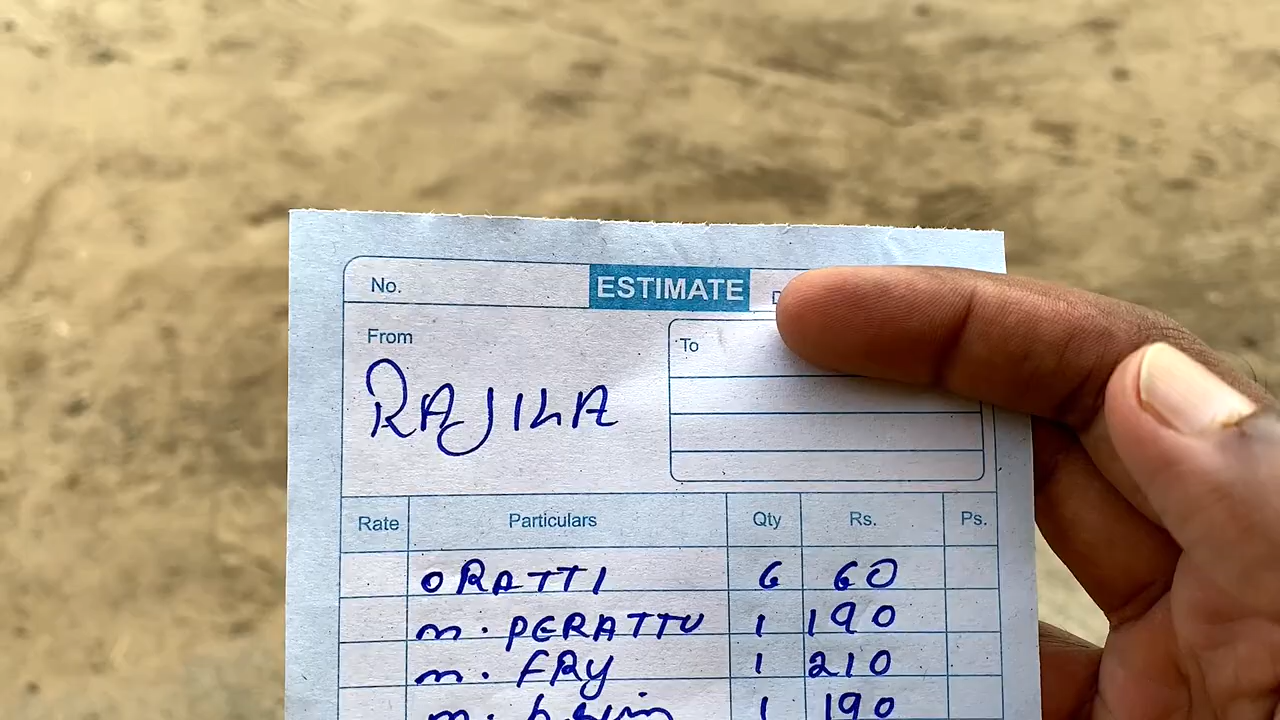 No. ESTIMATE
From
To
RAJILA
Rate Particulars Qty Rs. Ps.
ORATTI 6 60
m. PERATTU 1 190
m. FRY 1 210
m. 1 190